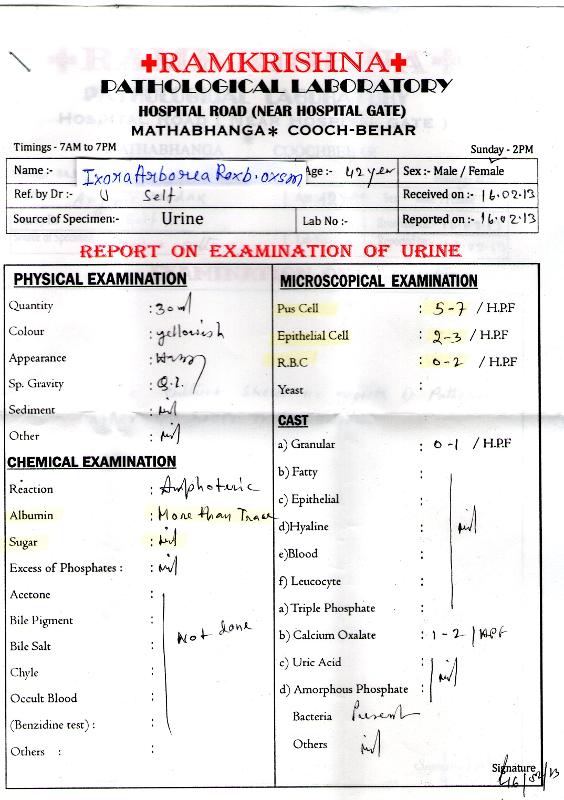 RAMKRISHNA
PATHOLOGICAL LABORATORY
HOSPITAL ROAD (NEAR HOSPITAL GATE)
MATHABHANGA* COOCH-BEHAR
Timings - 7AM to 7PM Sunday - 2PM
Name :- Ixora Arborea Roxb. oxsm Age :- 42 year Sex :- Male / Female
Ref. by Dr :- Self Received on :- 16.02.13
Source of Specimen:- Urine Lab No :- Reported on :- 16.02.13
REPORT ON EXAMINATION OF URINE
PHYSICAL EXAMINATION
Quantity : 30 ml
Colour : yellowish
Appearance : Hazy
Sp. Gravity : Q.I.
Sediment : nil
Other : nil
CHEMICAL EXAMINATION
Reaction : Amphoteric
Albumin : More than Trace
Sugar : nil
Excess of Phosphates : nil
Acetone :
Bile Pigment :
Bile Salt : Not done
Chyle :
Occult Blood :
(Benzidine test) :
Others : :
MICROSCOPICAL EXAMINATION
Pus Cell : 5-7 / H.P.F
Epithelial Cell : 2-3 / H.P.F
R.B.C : 0-2 / H.P.F
Yeast :
CAST
a) Granular : 0-1 / H.P.F
b) Fatty :
c) Epithelial :
d)Hyaline : nil
e)Blood :
f) Leucocyte :
a) Triple Phosphate :
b) Calcium Oxalate : 1-2 / HPF
c) Uric Acid : nil
d) Amorphous Phosphate :
Bacteria Present
Others nil
Signature
16/02/13